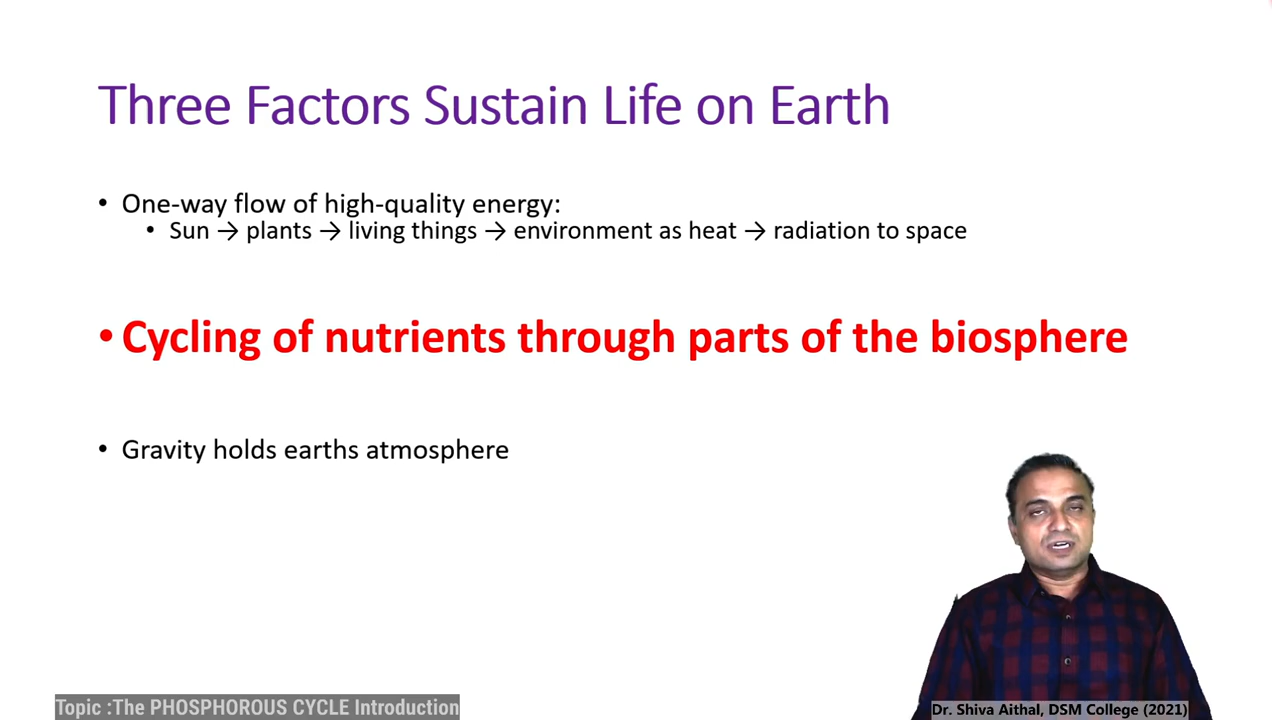 Three Factors Sustain Life on Earth
• One-way flow of high-quality energy:
• Sun → plants → living things → environment as heat → radiation to space
• Cycling of nutrients through parts of the biosphere
• Gravity holds earths atmosphere
Topic :The PHOSPHOROUS CYCLE Introduction
Dr. Shiva Aithal, DSM College (2021)